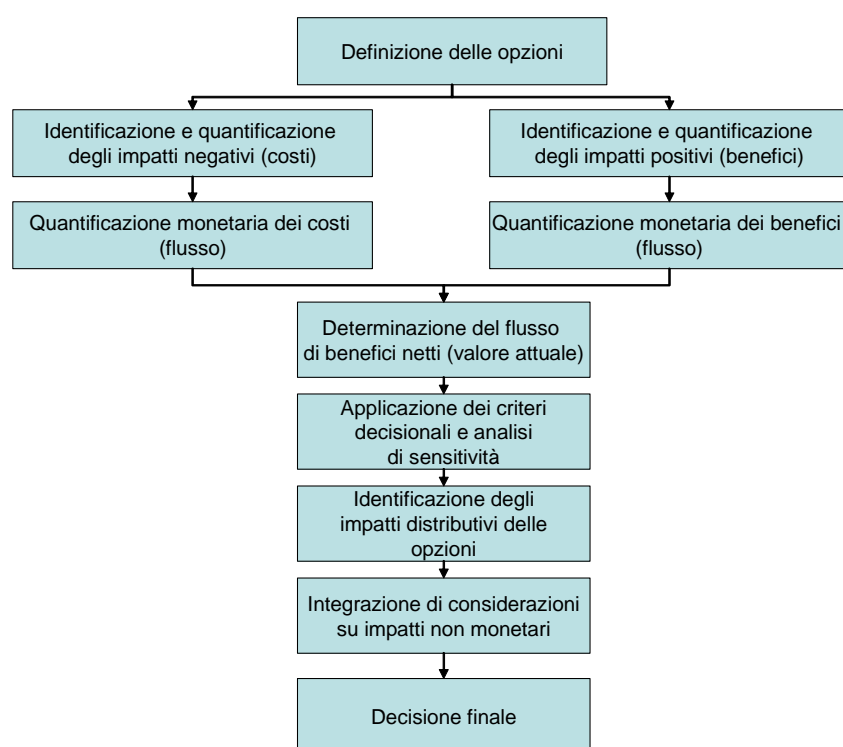 Definizione delle opzioni
Identificazione e quantificazione
degli impatti negativi (costi)
Identificazione e quantificazione
degli impatti positivi (benefici)
Quantificazione monetaria dei costi
(flusso)
Quantificazione monetaria dei benefici
(flusso)
Determinazione del flusso
di benefici netti (valore attuale)
Applicazione dei criteri
decisionali e analisi
di sensitività
Identificazione degli
impatti distributivi delle
opzioni
Integrazione di considerazioni
su impatti non monetari
Decisione finale